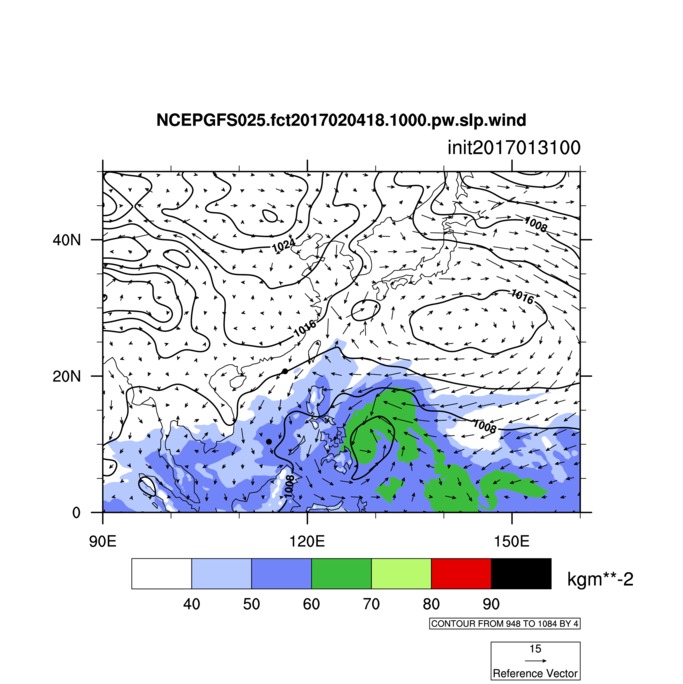 NCEPGFS025.fct2017020418.1000.pw.slp.wind
init2017013100
1008
40N
1024
1016
1016
20N
1008
1008
0
90E 120E 150E
kgm**-2
40 50 60 70 80 90
CONTOUR FROM 948 TO 1084 BY 4
15
Reference Vector